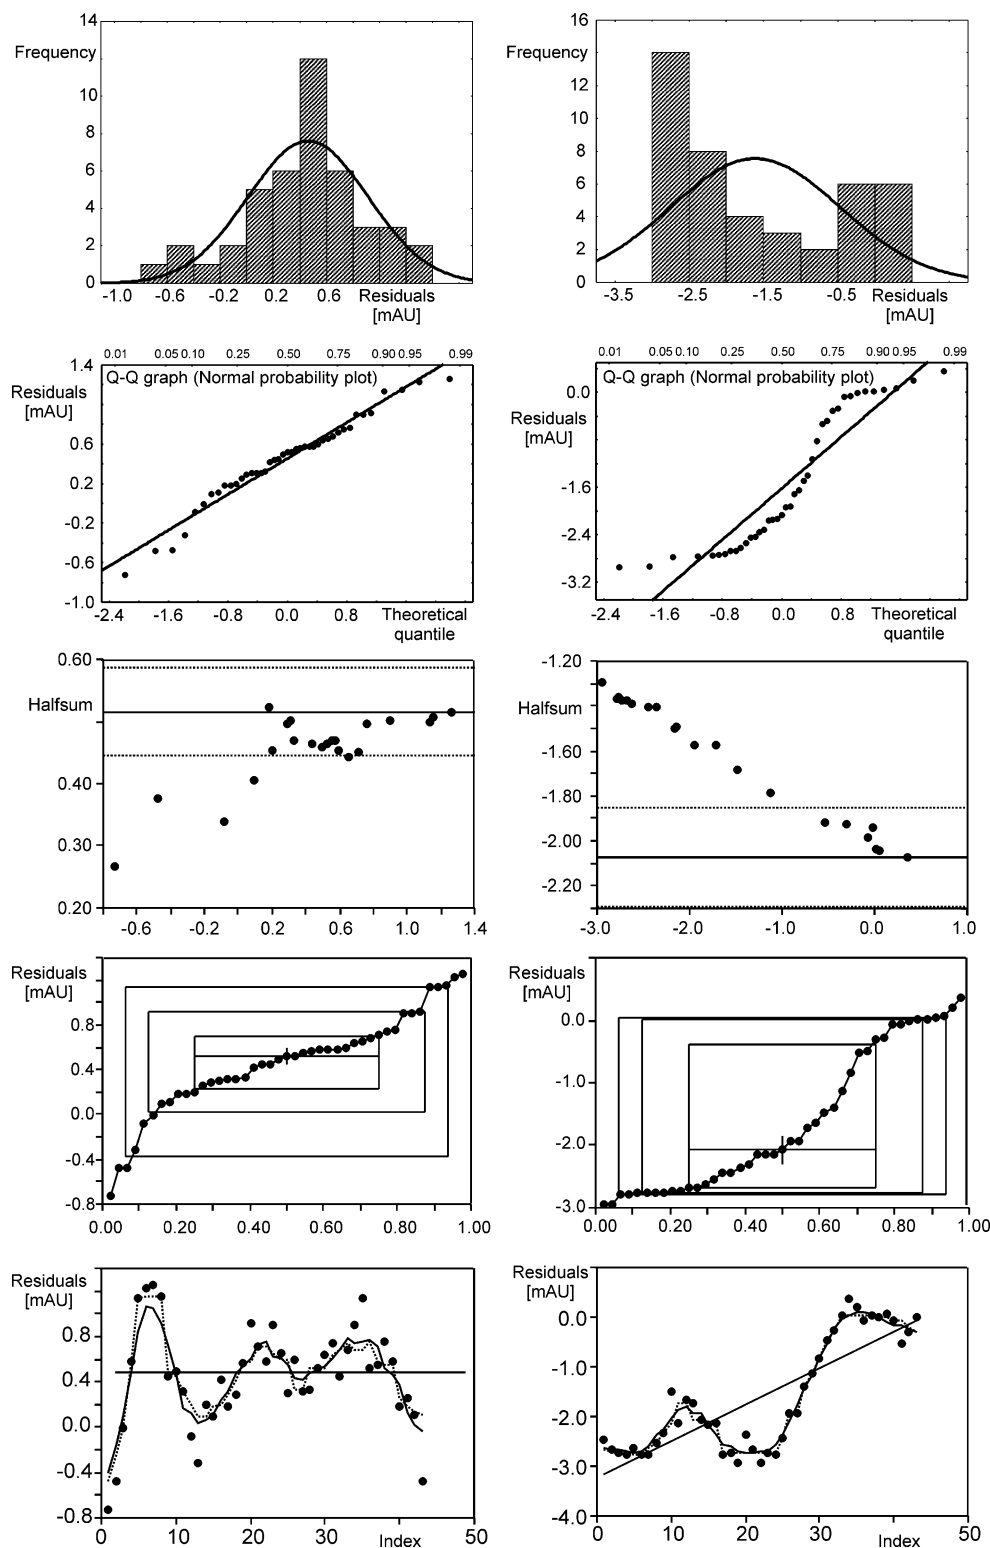 14
Frequency
10
8
6
4
2
0
-1.0 -0.6 -0.2 0.2 0.6 Residuals
[mAU]
16
Frequency
14
12
10
8
6
4
2
0
-3.5 -2.5 -1.5 -0.5 Residuals
[mAU]
0.01 0.05 0.10 0.25 0.50 0.75 0.90 0.95 0.99
1.4
Q-Q graph (Normal probability plot)
Residuals
[mAU]
0.6
0.2
-0.2
-0.6
-1.0
-2.4 -1.6 -0.8 0.0 0.8 Theoretical
quantile
0.01 0.05 0.10 0.25 0.50 0.75 0.90 0.95 0.99
Q-Q graph (Normal probability plot)
0.0
Residuals
[mAU]
-1.6
-2.4
-3.2
-2.4 -1.6 -0.8 0.0 0.8 Theoretical
quantile
0.60
Halfsum
0.40
0.30
0.20
-0.6 -0.2 0.2 0.6 1.0 1.4
-1.20
Halfsum
-1.60
-1.80
-2.00
-2.20
-3.0 -2.0 -1.0 0.0 1.0
Residuals
[mAU]
0.8
0.4
0.0
-0.4
-0.8
0.00 0.20 0.40 0.60 0.80 1.00
Residuals
[mAU]
0.0
-1.0
-2.0
-3.0
0.00 0.20 0.40 0.60 0.80 1.00
Residuals
[mAU]
0.8
0.4
0.0
-0.4
-0.8
0 10 20 30 Index 50
Residuals
[mAU]
0.0
-1.0
-2.0
-3.0
-4.0
0 10 20 30 Index 50